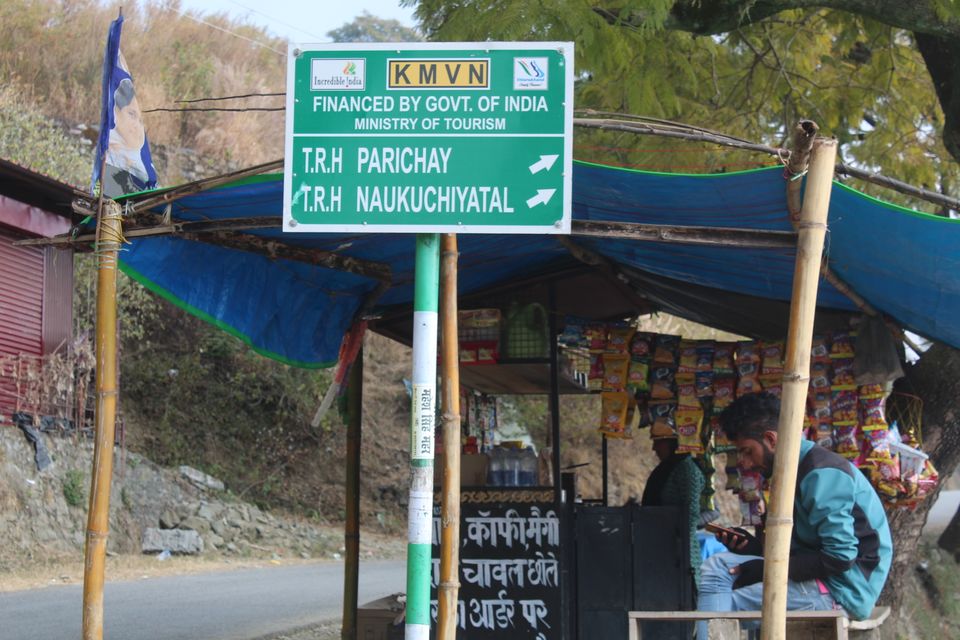 Incredible India
KMVN
FINANCED BY GOVT. OF INDIA
MINISTRY OF TOURISM
T.R.H PARICHAY
T.R.H NAUKUCHIYATAL
कॉफी,मैगी
चावल छोले
आर्डर पर